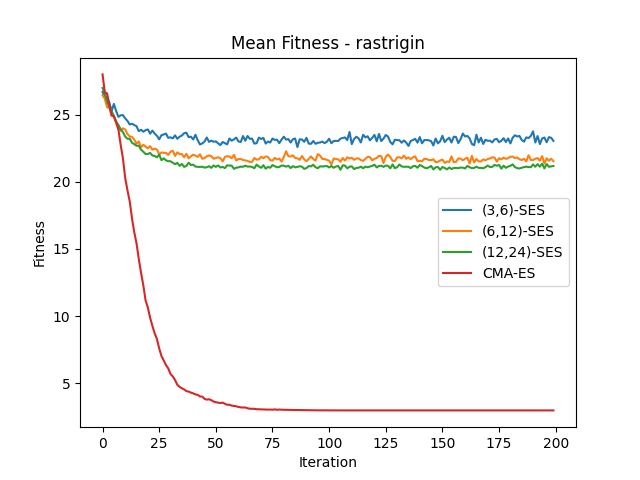 Mean Fitness - rastrigin
Fitness
25
20
15
10
5
0
25
50
75
100
125
150
175
200
Iteration
(3,6)-SES
(6,12)-SES
(12,24)-SES
CMA-ES